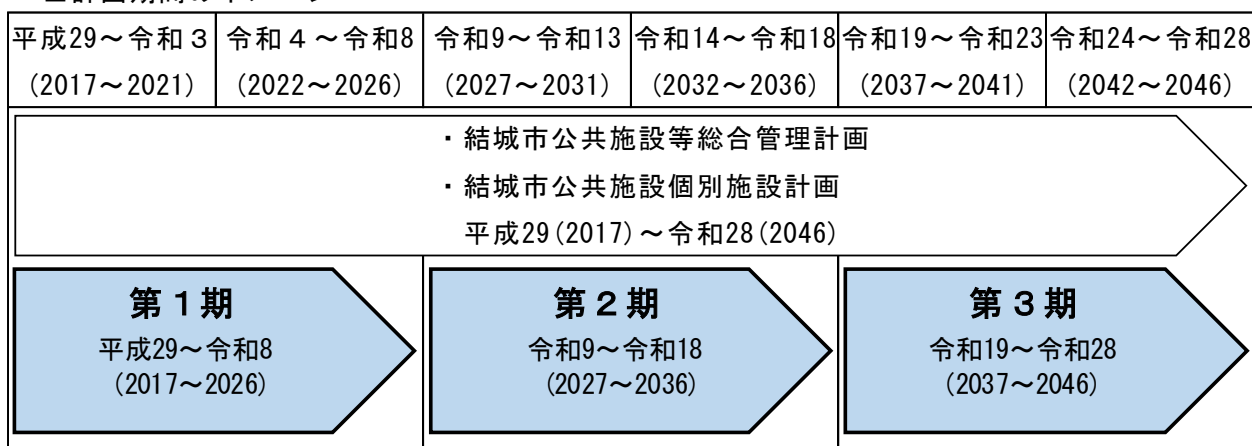 平成29～令和３ 令和４～令和8 令和9～令和13 令和14～令和18 令和19～令和23 令和24～令和28
(2017～2021) (2022～2026) (2027～2031) (2032～2036) (2037～2041) (2042～2046)
・結城市公共施設等総合管理計画
・結城市公共施設個別施設計画
平成29(2017)～令和28(2046)
第１期 第２期 第３期
平成29～令和8 令和9～令和18 令和19～令和28
(2017～2026) (2027～2036) (2037～2046)